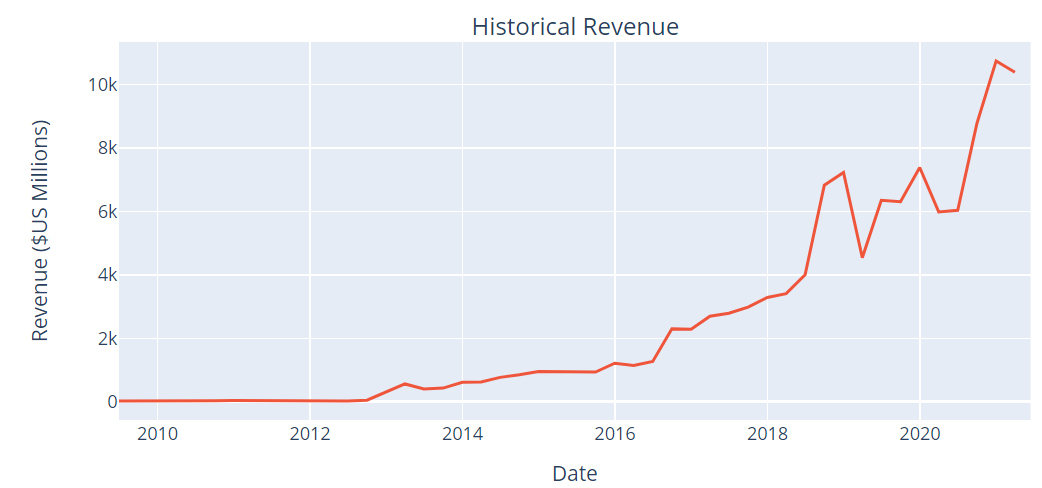 Historical Revenue
Revenue ($US Millions)
10k
8k
6k
4k
2k
0
2010 2012 2014 2016 2018 2020
Date